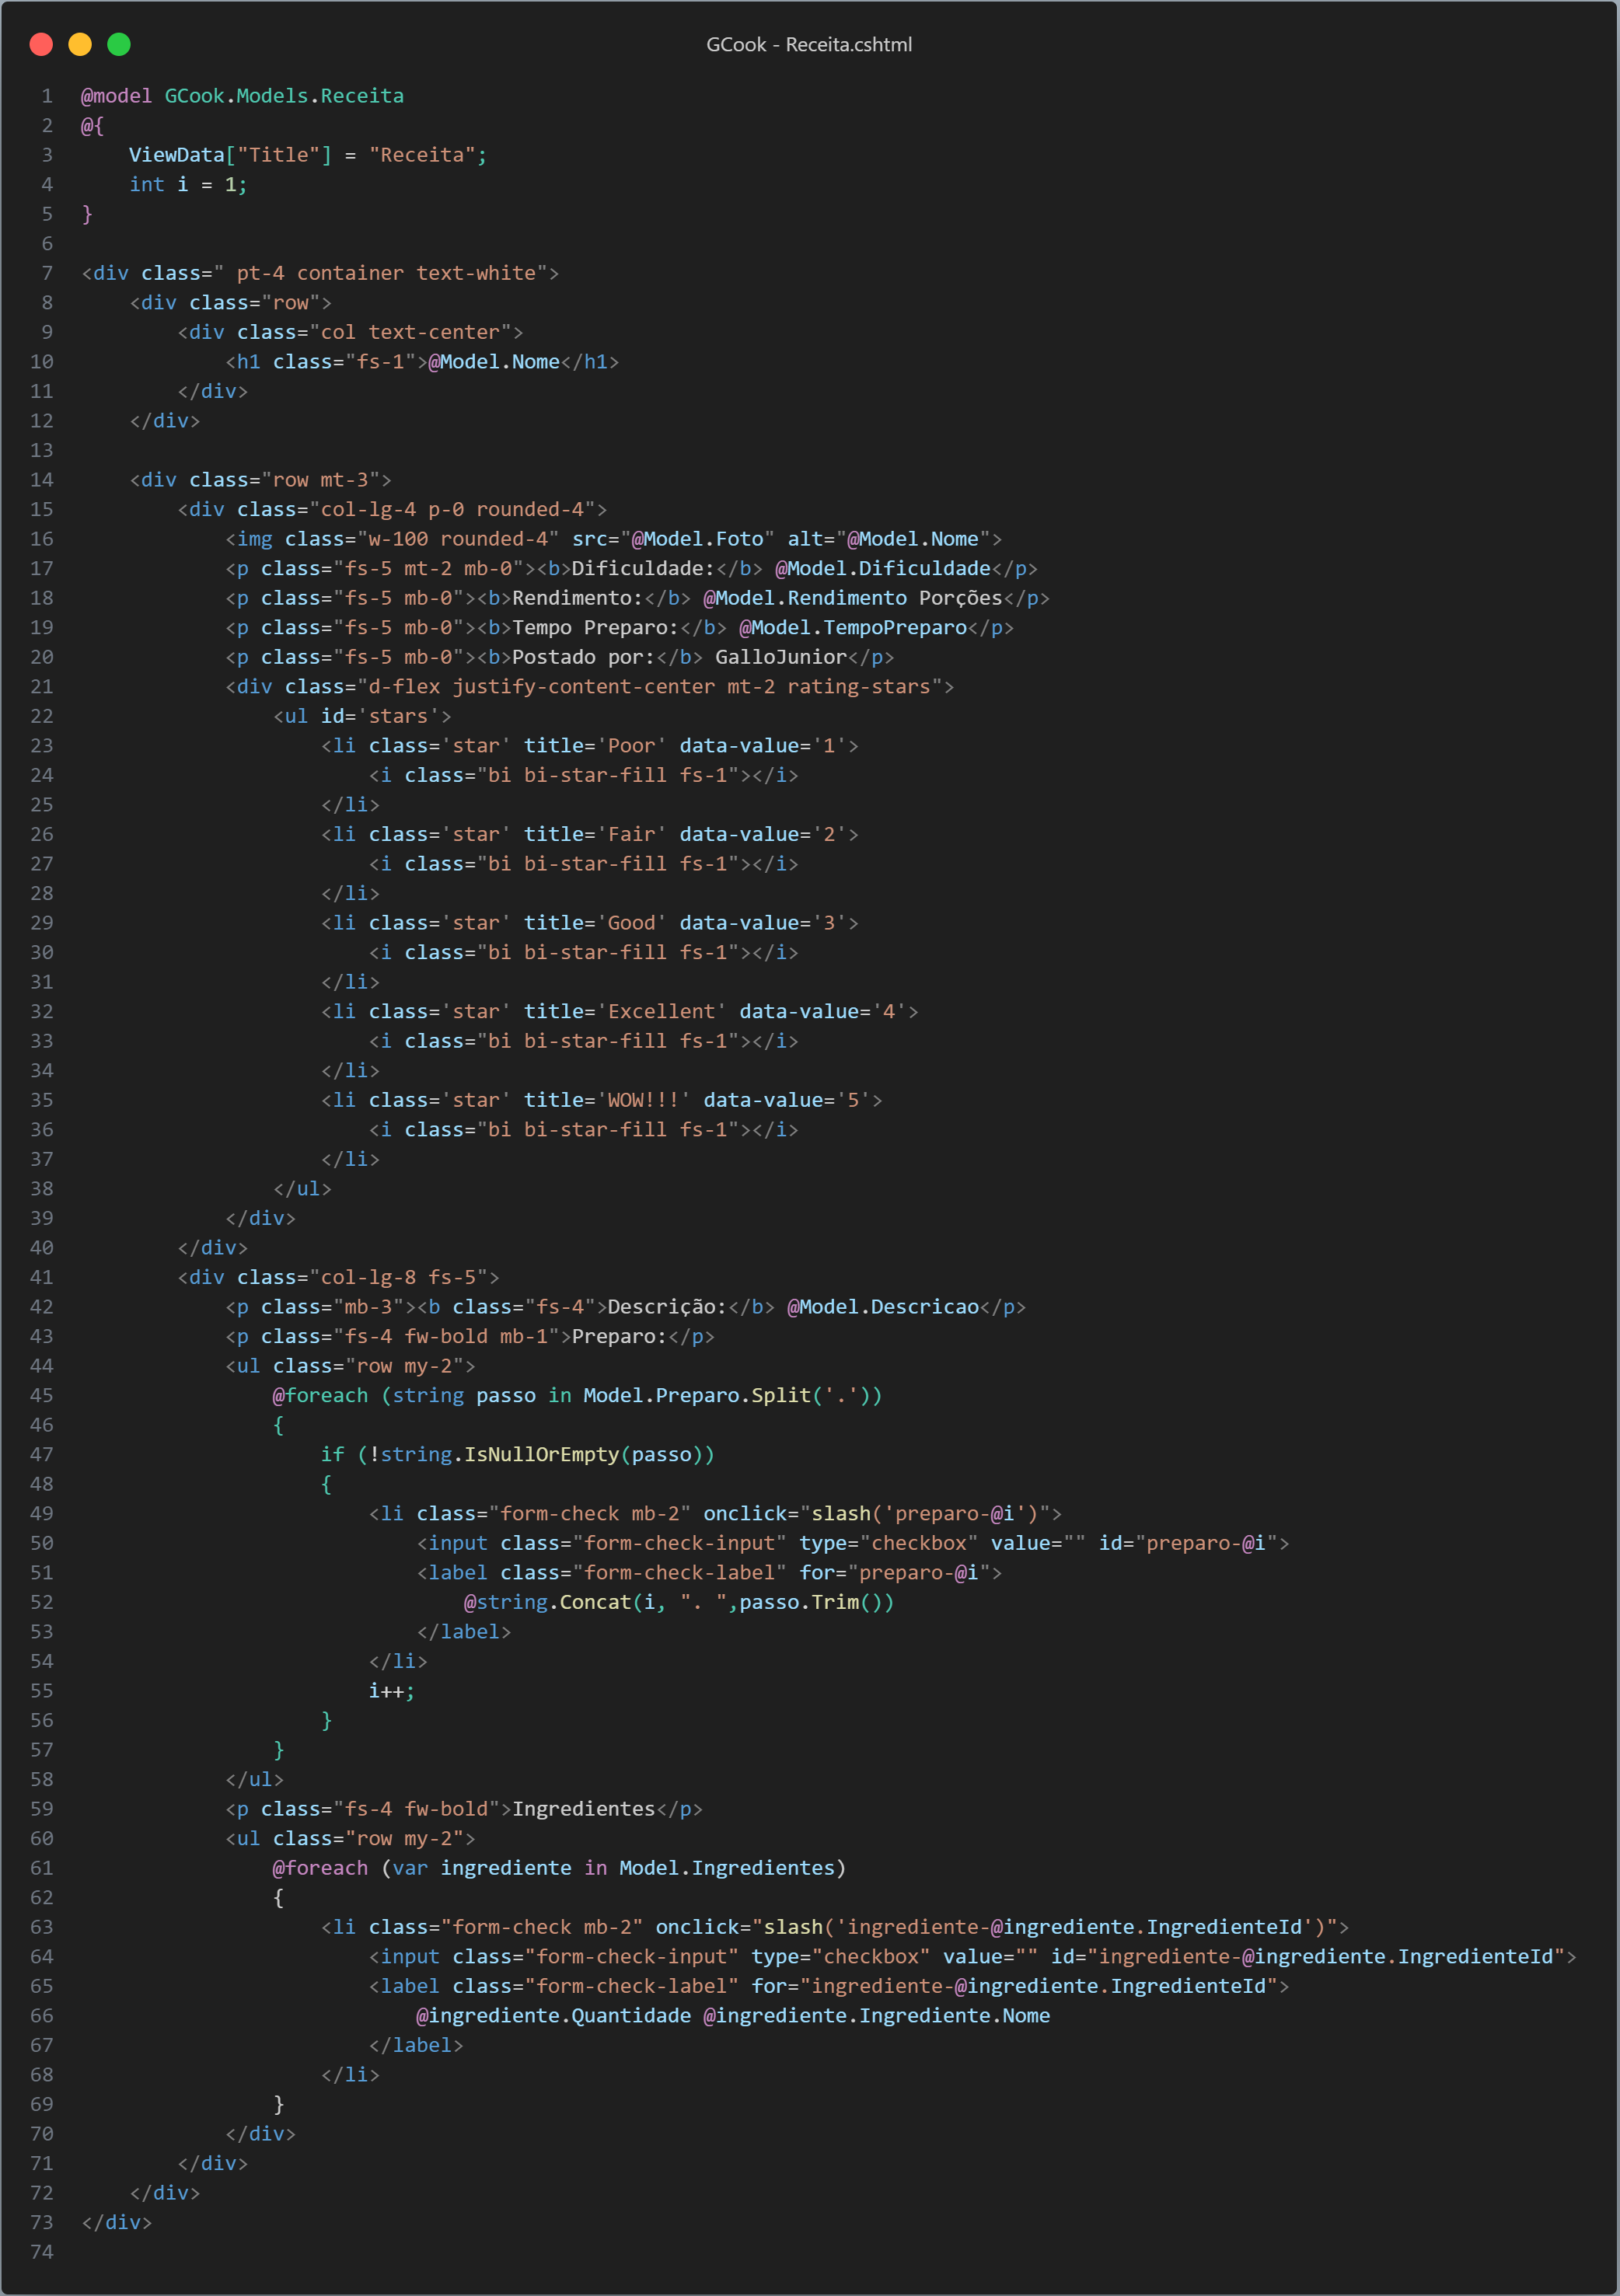 GCook - Receita.cshtml
1 @model GCook.Models.Receita
2 @{
3     ViewData["Title"] = "Receita";
4     int i = 1;
5 }
6
7 <div class=" pt-4 container text-white">
8     <div class="row">
9         <div class="col text-center">
10             <h1 class="fs-1">@Model.Nome</h1>
11         </div>
12     </div>
13
14     <div class="row mt-3">
15         <div class="col-lg-4 p-0 rounded-4">
16             <img class="w-100 rounded-4" src="@Model.Foto" alt="@Model.Nome">
17             <p class="fs-5 mt-2 mb-0"><b>Dificuldade:</b> @Model.Dificuldade</p>
18             <p class="fs-5 mb-0"><b>Rendimento:</b> @Model.Rendimento Porções</p>
19             <p class="fs-5 mb-0"><b>Tempo Preparo:</b> @Model.TempoPreparo</p>
20             <p class="fs-5 mb-0"><b>Postado por:</b> GalloJunior</p>
21             <div class="d-flex justify-content-center mt-2 rating-stars">
22                 <ul id='stars'>
23                     <li class='star' title='Poor' data-value='1'>
24                         <i class="bi bi-star-fill fs-1"></i>
25                     </li>
26                     <li class='star' title='Fair' data-value='2'>
27                         <i class="bi bi-star-fill fs-1"></i>
28                     </li>
29                     <li class='star' title='Good' data-value='3'>
30                         <i class="bi bi-star-fill fs-1"></i>
31                     </li>
32                     <li class='star' title='Excellent' data-value='4'>
33                         <i class="bi bi-star-fill fs-1"></i>
34                     </li>
35                     <li class='star' title='WOW!!!' data-value='5'>
36                         <i class="bi bi-star-fill fs-1"></i>
37                     </li>
38                 </ul>
39             </div>
40         </div>
41         <div class="col-lg-8 fs-5">
42             <p class="mb-3"><b class="fs-4">Descrição:</b> @Model.Descricao</p>
43             <p class="fs-4 fw-bold mb-1">Preparo:</p>
44             <ul class="row my-2">
45                 @foreach (string passo in Model.Preparo.Split('.'))
46                 {
47                     if (!string.IsNullOrEmpty(passo))
48                     {
49                         <li class="form-check mb-2" onclick="slash('preparo-@i')">
50                             <input class="form-check-input" type="checkbox" value="" id="preparo-@i">
51                             <label class="form-check-label" for="preparo-@i">
52                                 @string.Concat(i, ". ",passo.Trim())
53                             </label>
54                         </li>
55                         i++;
56                     }
57                 }
58             </ul>
59             <p class="fs-4 fw-bold">Ingredientes</p>
60             <ul class="row my-2">
61                 @foreach (var ingrediente in Model.Ingredientes)
62                 {
63                     <li class="form-check mb-2" onclick="slash('ingrediente-@ingrediente.IngredienteId')">
64                         <input class="form-check-input" type="checkbox" value="" id="ingrediente-@ingrediente.IngredienteId">
65                         <label class="form-check-label" for="ingrediente-@ingrediente.IngredienteId">
66                             @ingrediente.Quantidade @ingrediente.Ingrediente.Nome
67                         </label>
68                     </li>
69                 }
70             </div>
71         </div>
72     </div>
73 </div>
74